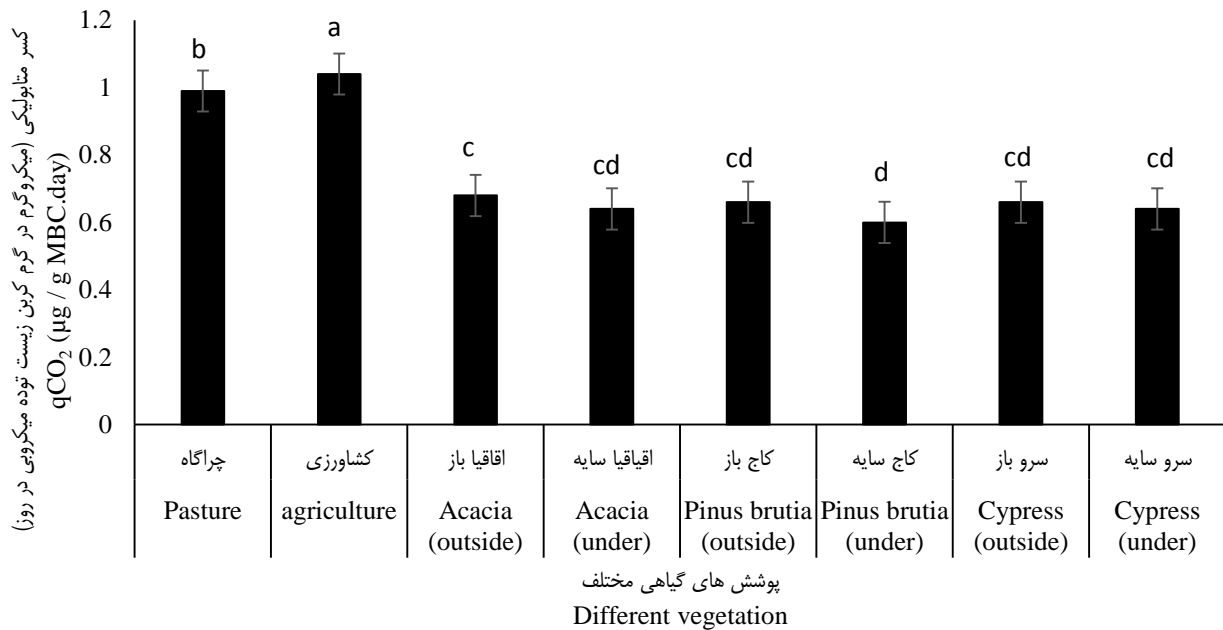 کسر متابولیکی (میکروگرم در گرم کربن زیست توده میکروبی در روز)
qCO₂ (µg / g MBC.day)
1.2
1
0.8
0.6
0.4
0.2
0
b
a
c
cd
cd
d
cd
cd
چراگاه
کشاورزی
اقاقیا باز
اقیاقیا سایه
کاج باز
کاج سایه
سرو باز
سرو سایه
Pasture
agriculture
Acacia
(outside)
Acacia
(under)
Pinus brutia
(outside)
Pinus brutia
(under)
Cypress
(outside)
Cypress
(under)
پوشش های گیاهی مختلف
Different vegetation